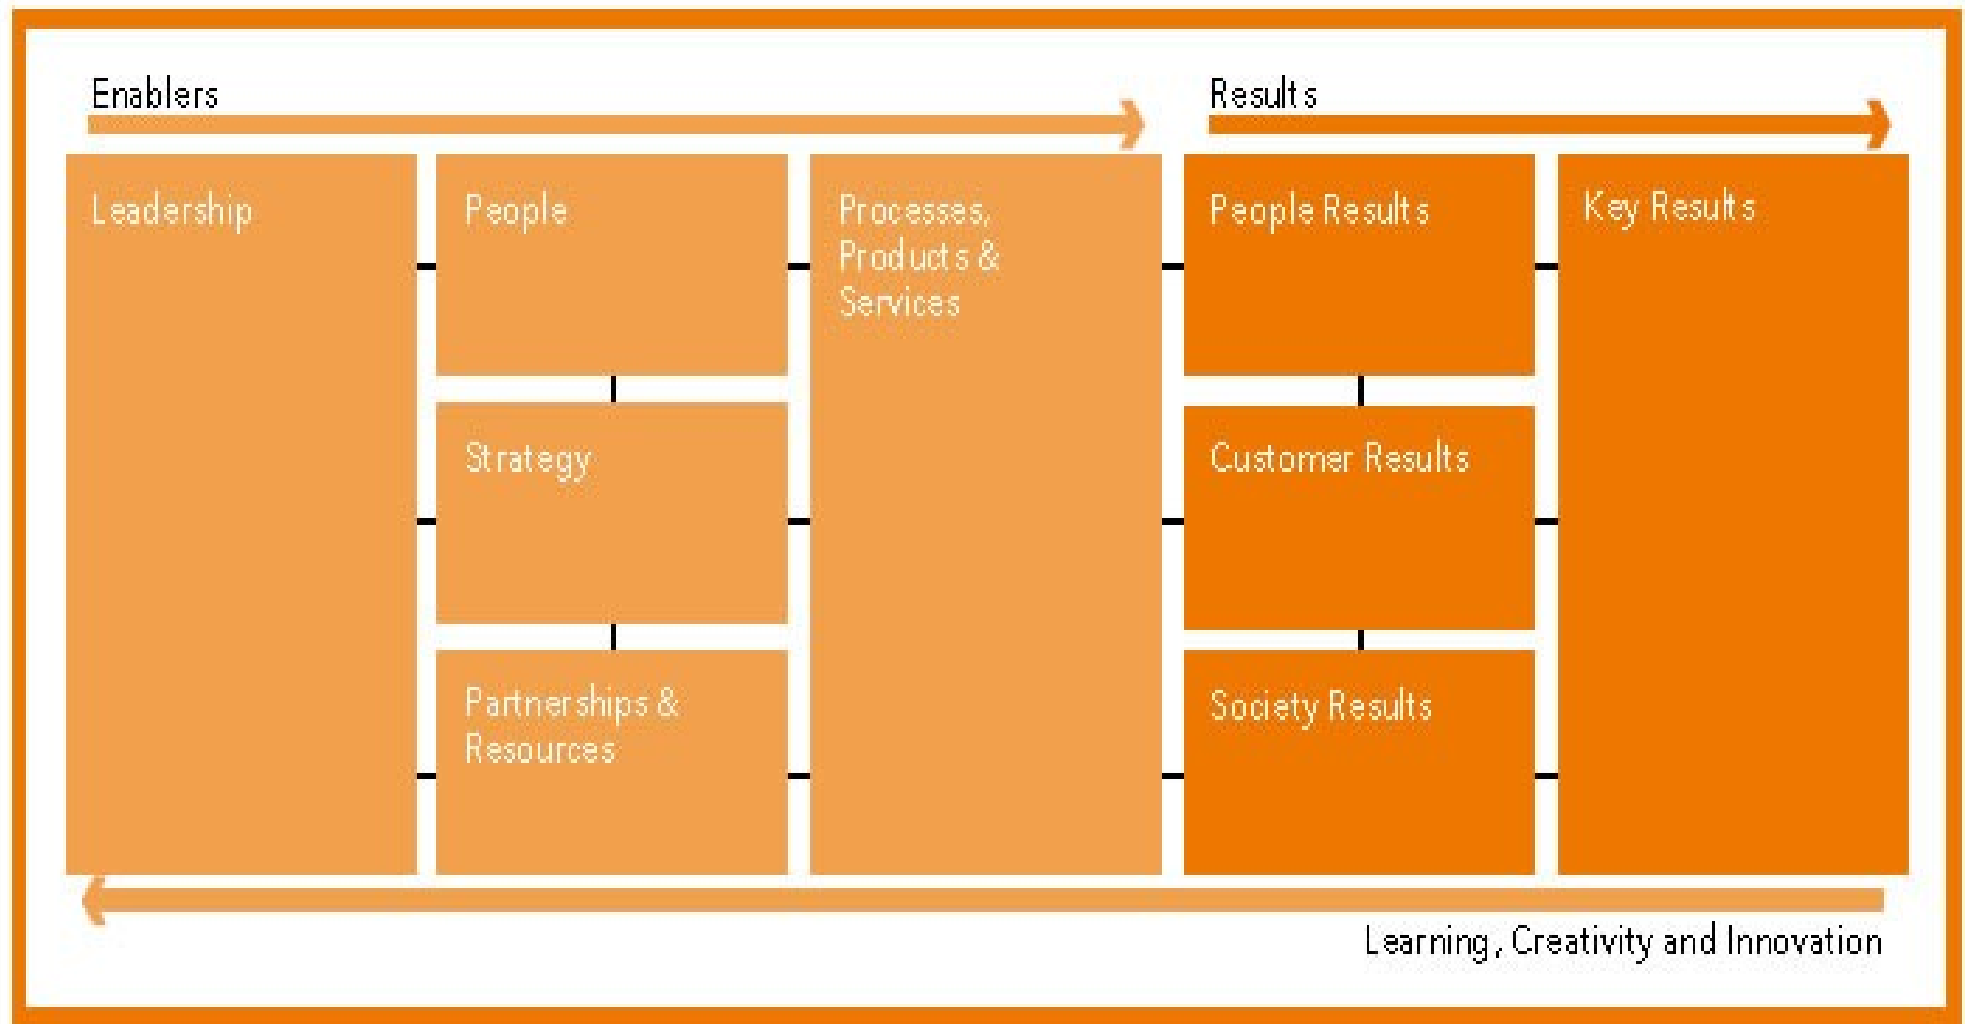 Enablers
Results
Leadership
People
Processes,
Products &
Services
People Results
Key Results
Strategy
Customer Results
Partnerships &
Resources
Society Results
Learning, Creativity and Innovation